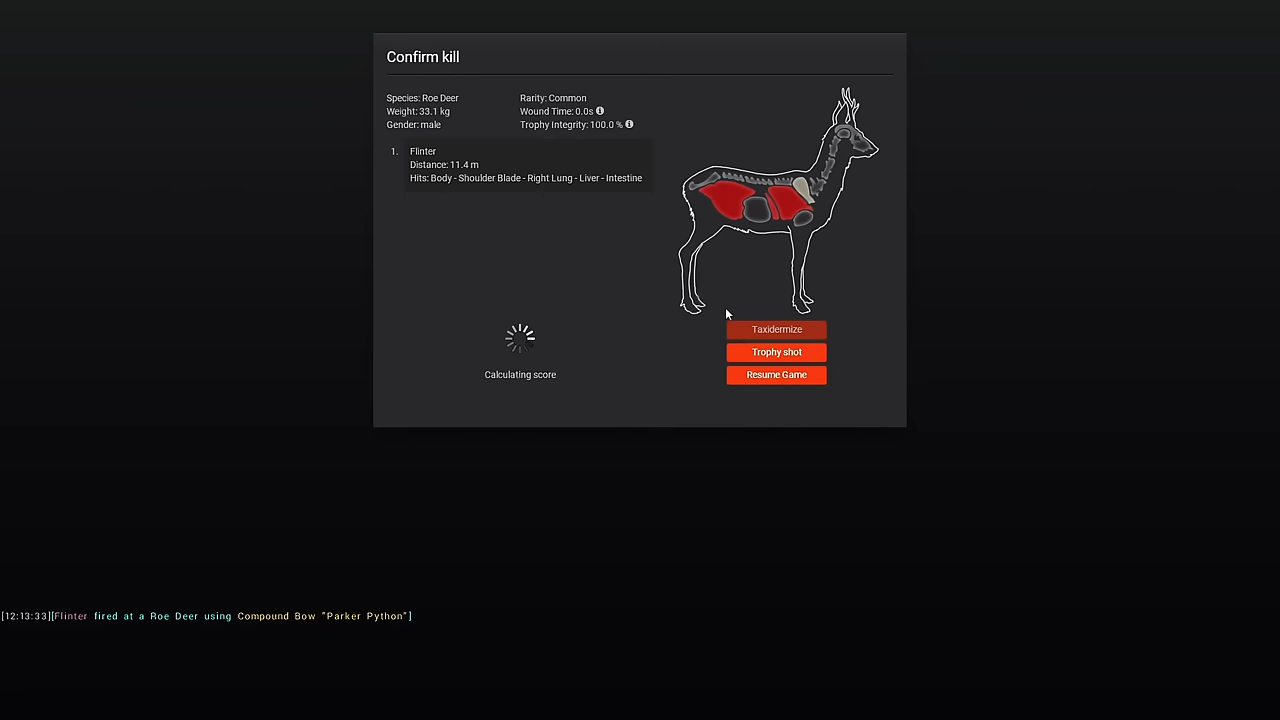 Confirm kill
Species: Roe Deer
Weight: 33.1 kg
Gender: male
Rarity: Common
Wound Time: 0.0s
Trophy Integrity: 100.0 %
1. Flinter
Distance: 11.4 m
Hits: Body - Shoulder Blade - Right Lung - Liver - Intestine
Calculating score
Taxidermize
Trophy shot
Resume Game
[12:13:33][Flinter fired at a Roe Deer using Compound Bow "Parker Python"]